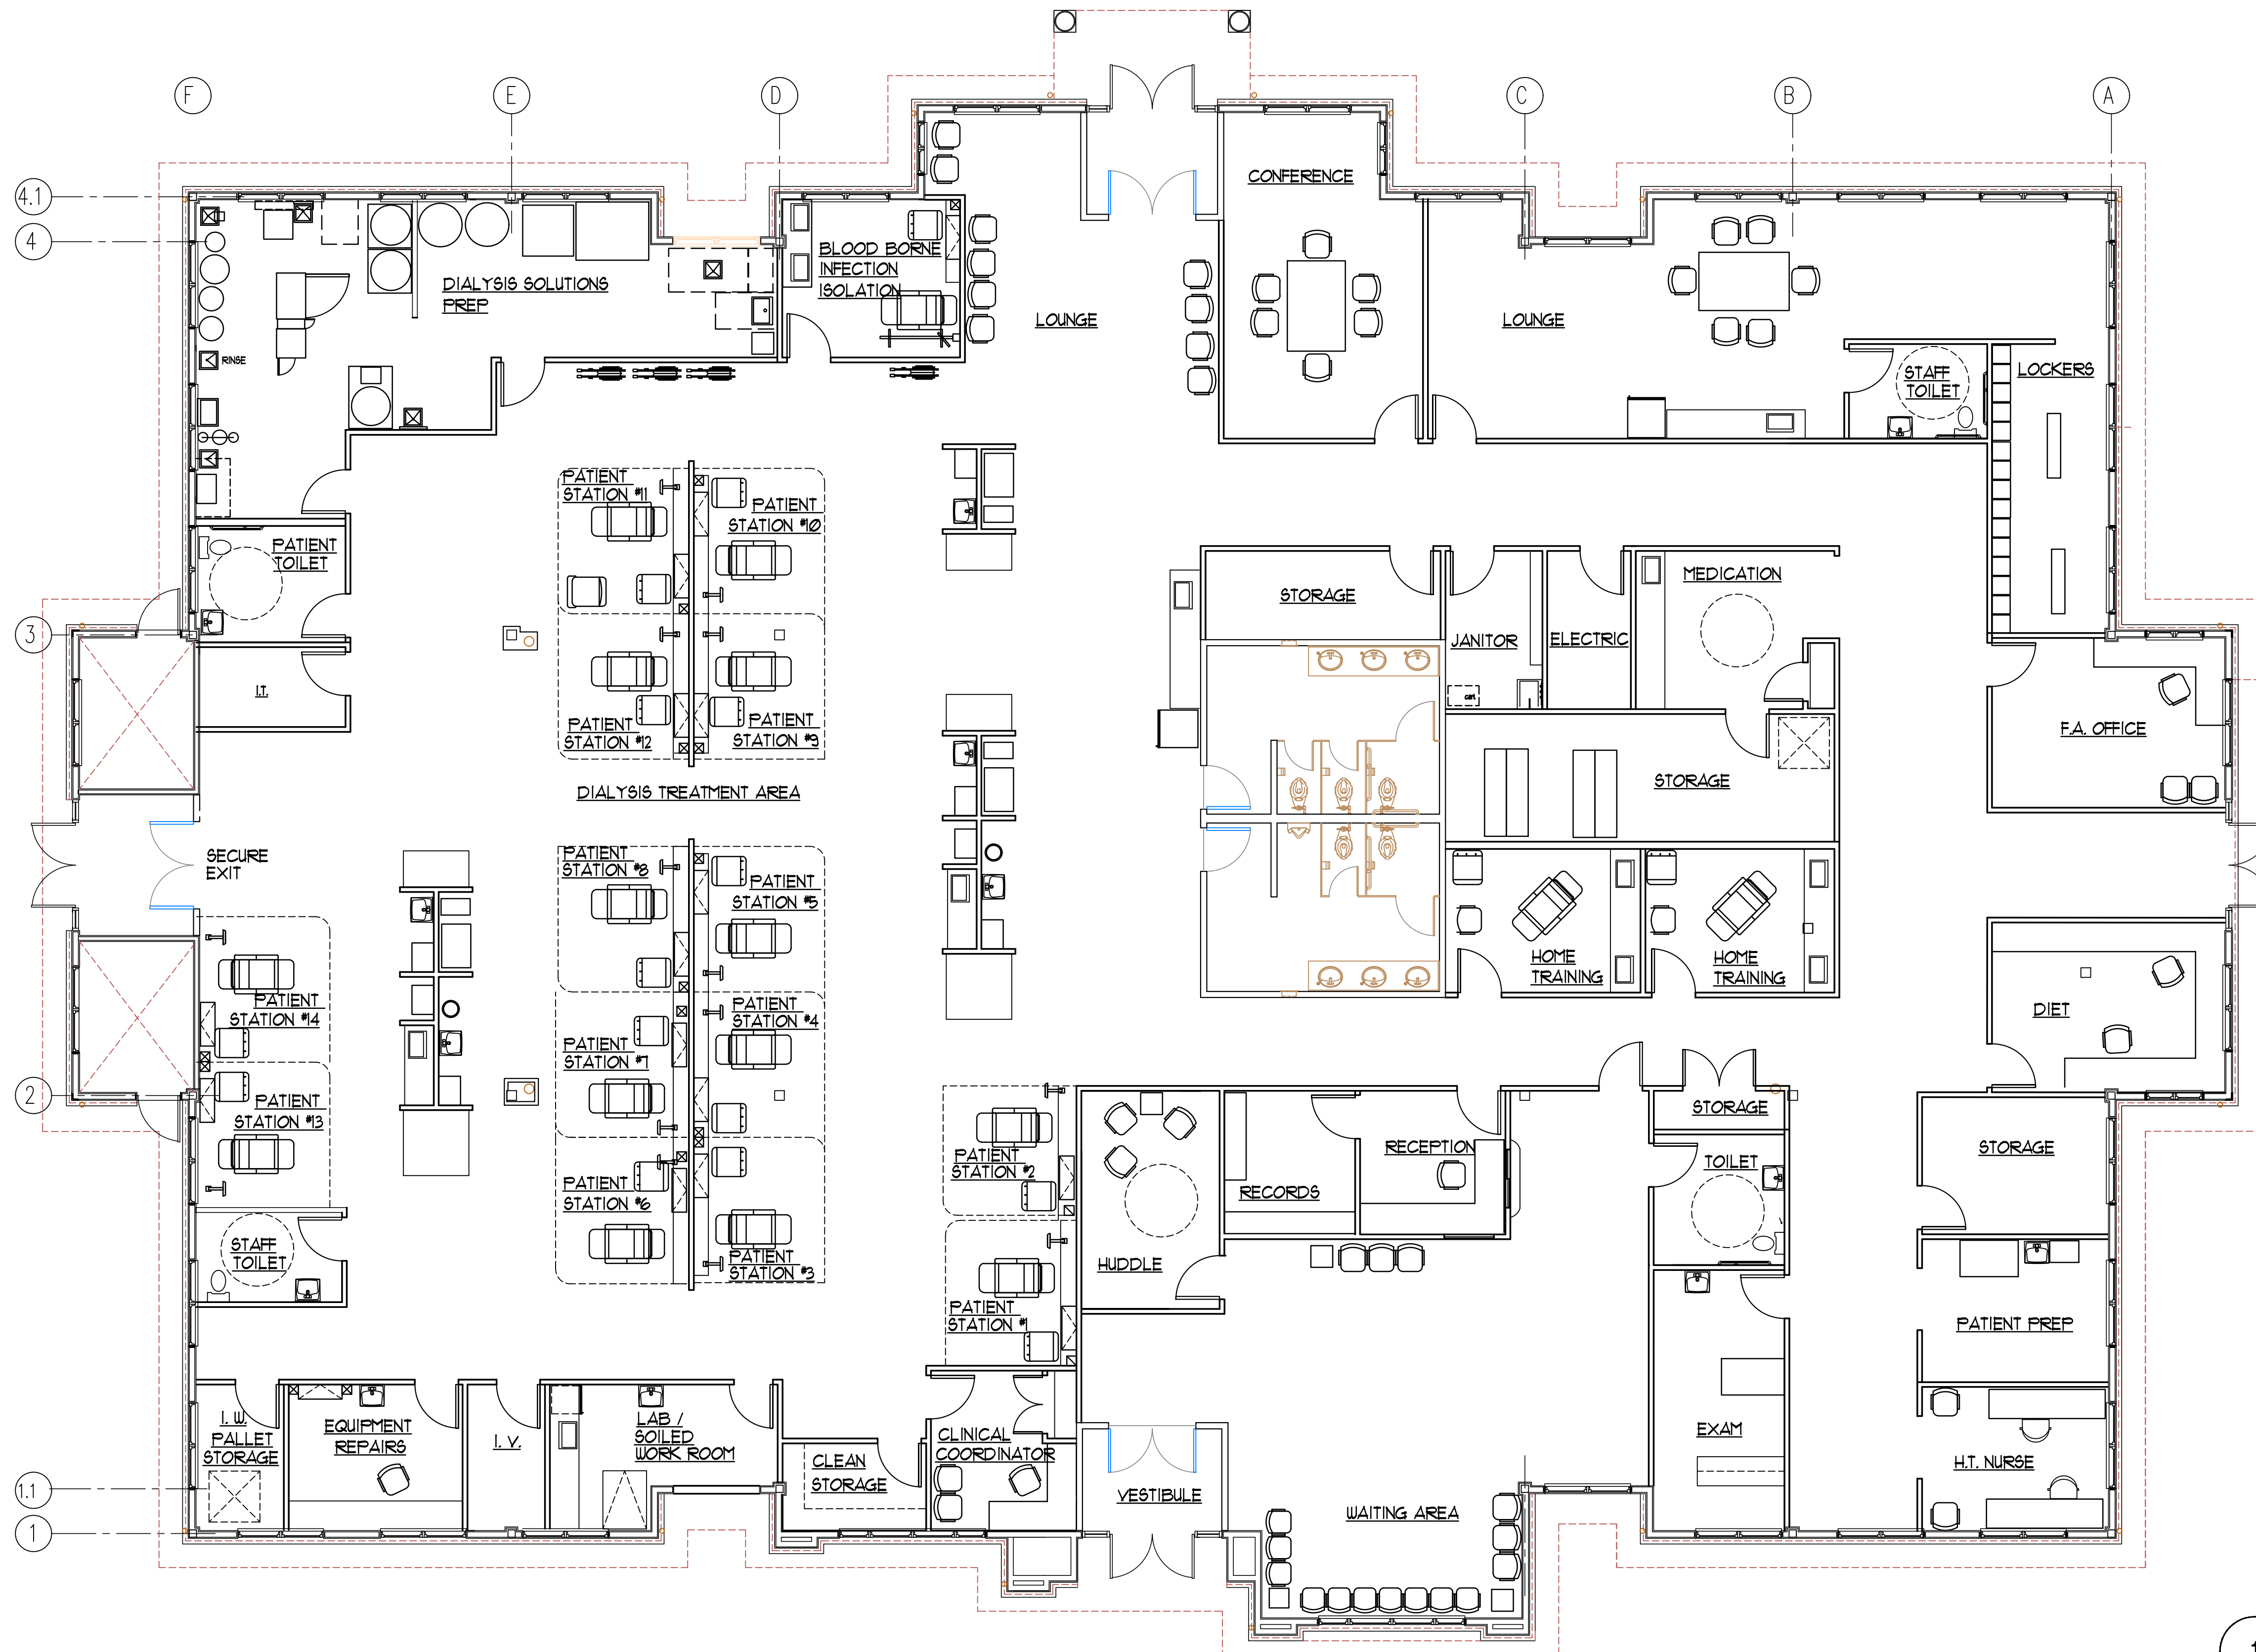 F
E
D
C
B
A
4.1
4
3
2
1.1
1
CONFERENCE
BLOOD BORNE
INFECTION
ISOLATION
DIALYSIS SOLUTIONS
PREP
LOUNGE
LOUNGE
RINSE
STAFF
TOILET
LOCKERS
PATIENT
STATION #11
PATIENT
STATION #10
PATIENT
TOILET
STORAGE
MEDICATION
JANITOR
ELECTRIC
I.T.
cart
PATIENT
STATION #12
PATIENT
STATION #9
F.A. OFFICE
DIALYSIS TREATMENT AREA
STORAGE
SECURE
EXIT
PATIENT
STATION #8
PATIENT
STATION #5
HOME
TRAINING
HOME
TRAINING
PATIENT
STATION #14
PATIENT
STATION #4
DIET
PATIENT
STATION #7
PATIENT
STATION #13
STORAGE
PATIENT
STATION #2
RECEPTION
TOILET
STORAGE
PATIENT
STATION #6
RECORDS
STAFF
TOILET
PATIENT
STATION #3
HUDDLE
PATIENT
STATION #1
PATIENT PREP
I. W.
PALLET
STORAGE
EQUIPMENT
REPAIRS
I. V.
LAB /
SOILED
WORK ROOM
CLINICAL
COORDINATOR
CLEAN
STORAGE
EXAM
H.T. NURSE
VESTIBULE
WAITING AREA